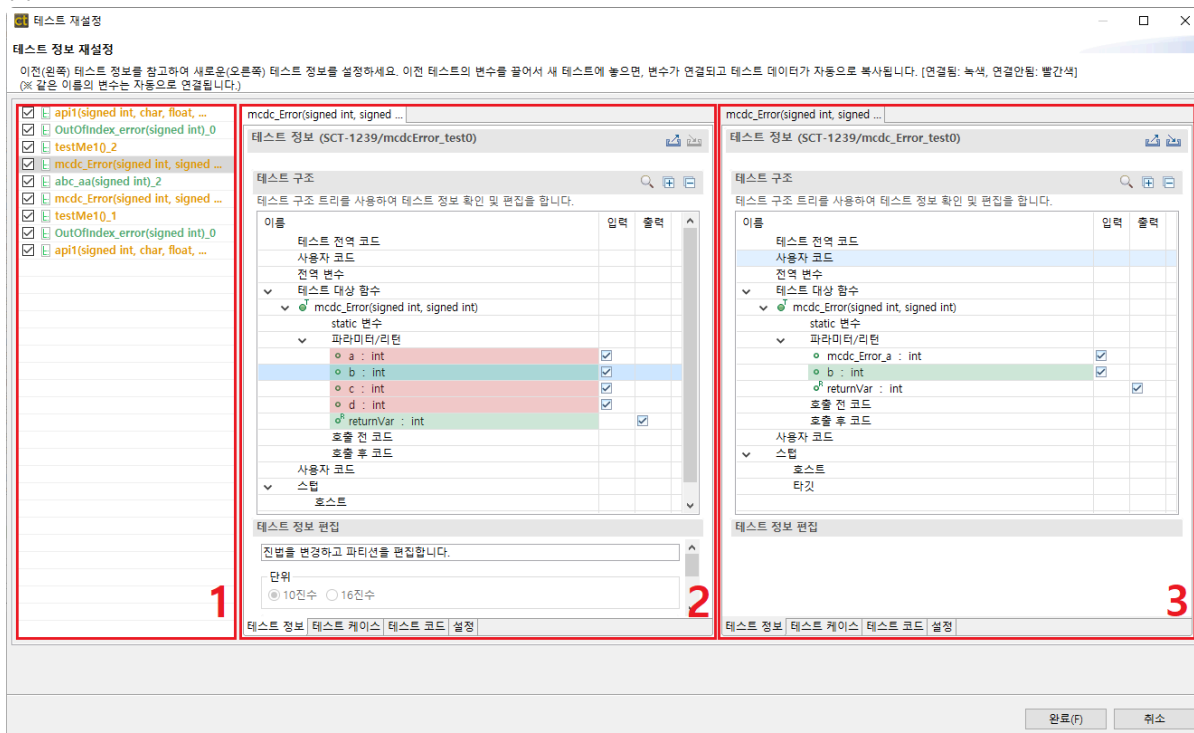 ct 테스트 재설정
테스트 정보 재설정
이전(왼쪽) 테스트 정보를 참고하여 새로운(오른쪽) 테스트 정보를 설정하세요. 이전 테스트의 변수를 끌어서 새 테스트에 놓으면, 변수가 연결되고 테스트 데이터가 자동으로 복사됩니다. [연결됨: 녹색, 연결안됨: 빨간색]
(※ 같은 이름의 변수는 자동으로 연결됩니다.)
api1(signed int, char, float, ...
OutOfIndex_error(signed int)_0
testMe1()_2
mcdc_Error(signed int, signed ...
abc_aa(signed int)_2
mcdc_Error(signed int, signed ...
testMe1()_1
OutOfIndex_error(signed int)_0
api1(signed int, char, float, ...
1
mcdc_Error(signed int, signed ...
테스트 정보 (SCT-1239/mcdcError_test0)
테스트 구조
테스트 구조 트리를 사용하여 테스트 정보 확인 및 편집을 합니다.
이름 입력 출력
테스트 전역 코드
사용자 코드
전역 변수
테스트 대상 함수
mcdc_Error(signed int, signed int)
static 변수
파라미터/리턴
a : int
b : int
c : int
d : int
R returnVar : int
호출 전 코드
호출 후 코드
사용자 코드
스텁
호스트
테스트 정보 편집
진법을 변경하고 파티션을 편집합니다.
단위
10진수 16진수
2
테스트 정보 테스트 케이스 테스트 코드 설정
mcdc_Error(signed int, signed ...
테스트 정보 (SCT-1239/mcdc_Error_test0)
테스트 구조
테스트 구조 트리를 사용하여 테스트 정보 확인 및 편집을 합니다.
이름 입력 출력
테스트 전역 코드
사용자 코드
전역 변수
테스트 대상 함수
mcdc_Error(signed int, signed int)
static 변수
파라미터/리턴
mcdc_Error_a : int
b : int
R returnVar : int
호출 전 코드
호출 후 코드
사용자 코드
스텁
호스트
타깃
테스트 정보 편집
3
테스트 정보 테스트 케이스 테스트 코드 설정
완료(F) 취소